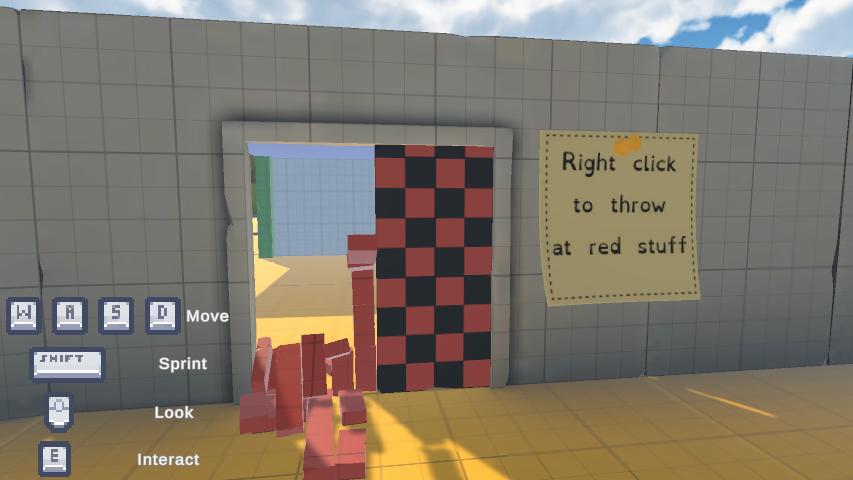 Right click
to throw
at red stuff
W A S D Move
SHIFT Sprint
Look
E Interact